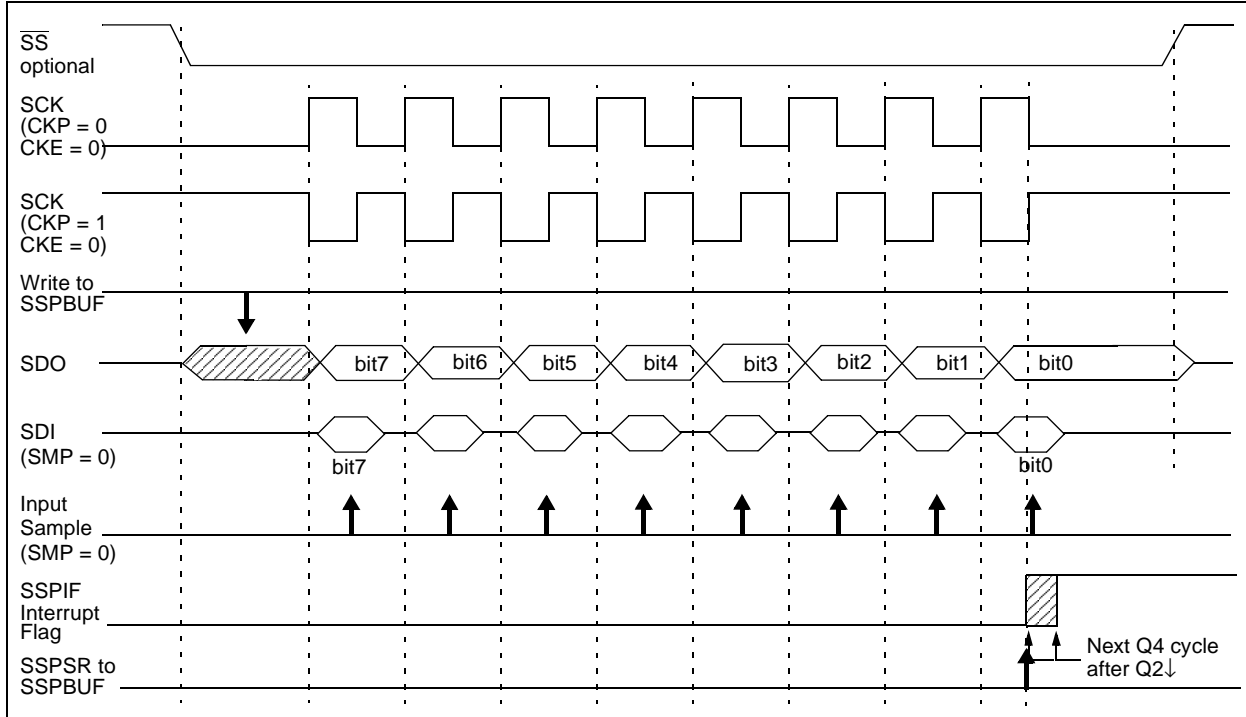 SS
optional
SCK
(CKP = 0
CKE = 0)
SCK
(CKP = 1
CKE = 0)
Write to
SSPBUF
SDO
bit7 bit6 bit5 bit4 bit3 bit2 bit1 bit0
SDI
(SMP = 0)
bit7 bit0
Input
Sample
(SMP = 0)
SSPIF
Interrupt
Flag
Next Q4 cycle
after Q2↓
SSPSR to
SSPBUF